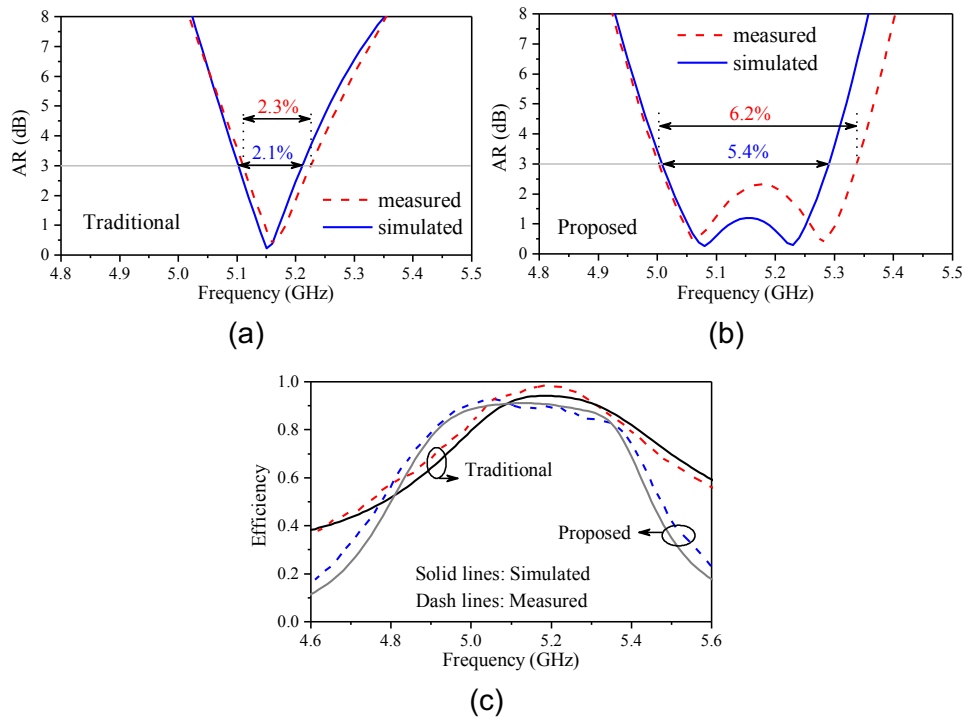 8
7
6
5
4
3
2
1
0
AR (dB)
2.3%
2.1%
measured
simulated
Traditional
4.8 4.9 5.0 5.1 5.2 5.3 5.4 5.5
Frequency (GHz)
(a)
8
7
6
5
4
3
2
1
0
AR (dB)
measured
simulated
6.2%
5.4%
Proposed
4.8 4.9 5.0 5.1 5.2 5.3 5.4 5.5
Frequency (GHz)
(b)
1.0
0.8
0.6
0.4
0.2
0.0
Efficiency
Traditional
Proposed
Solid lines: Simulated
Dash lines: Measured
4.6 4.8 5.0 5.2 5.4 5.6
Frequency (GHz)
(c)